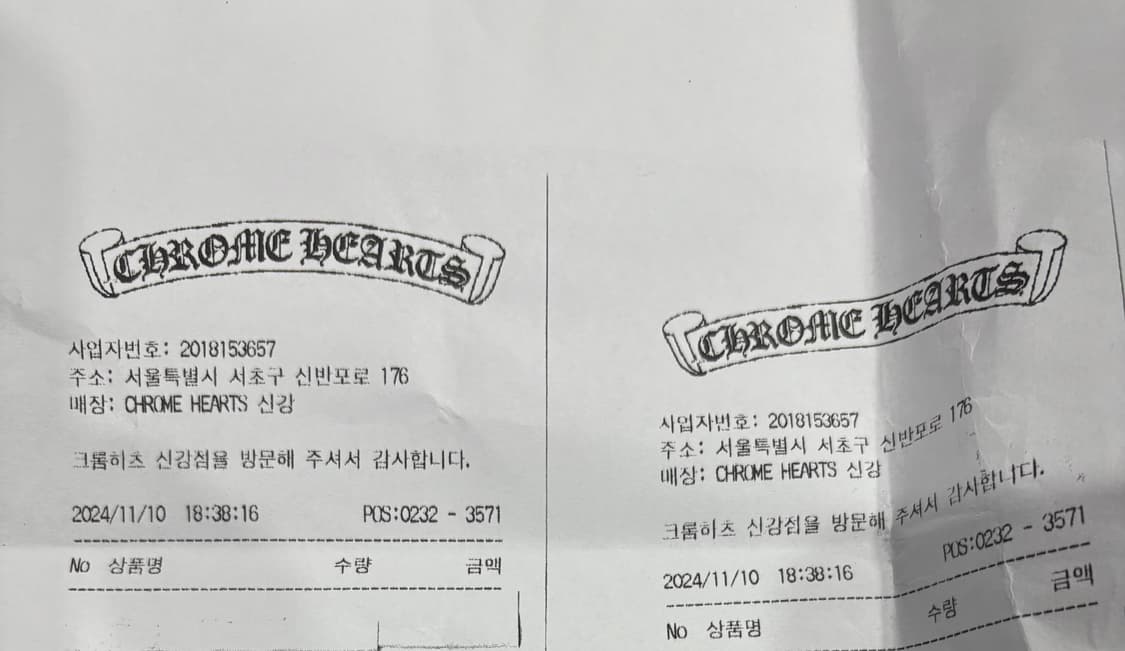 CHROME HEARTS
사업자번호: 2018153657
주소: 서울특별시 서초구 신반포로 176
매장: CHROME HEARTS 신강
크롬히츠 신강점을 방문해 주셔서 감사합니다.
2024/11/10 18:38:16 POS:0232 - 3571
No 상품명 수량 금액
CHROME HEARTS
사업자번호: 2018153657
주소: 서울특별시 서초구 신반포로 176
매장: CHROME HEARTS 신강
크롬히츠 신강점을 방문해 주셔서 감사합니다.
2024/11/10 18:38:16 POS:0232 - 3571
No 상품명 수량 금액